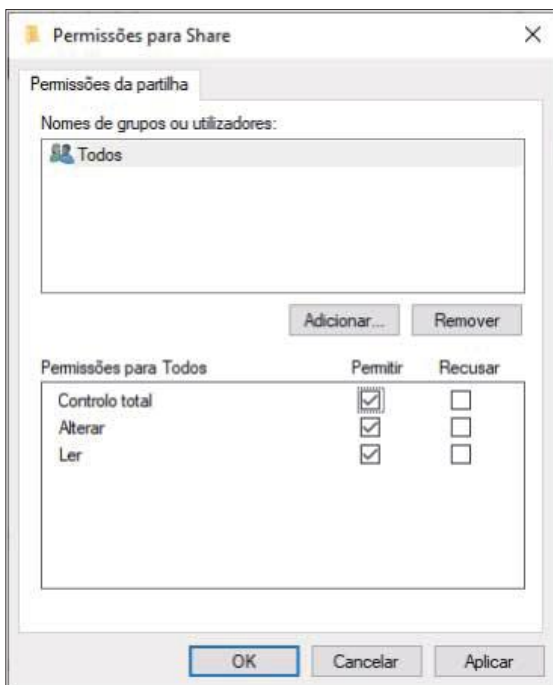 Permissões para Share
Permissões da partilha
Nomes de grupos ou utilizadores:
Todos
Adicionar... Remover
Permissões para Todos Permitir Recusar
Controlo total
Alterar
Ler
OK Cancelar Aplicar